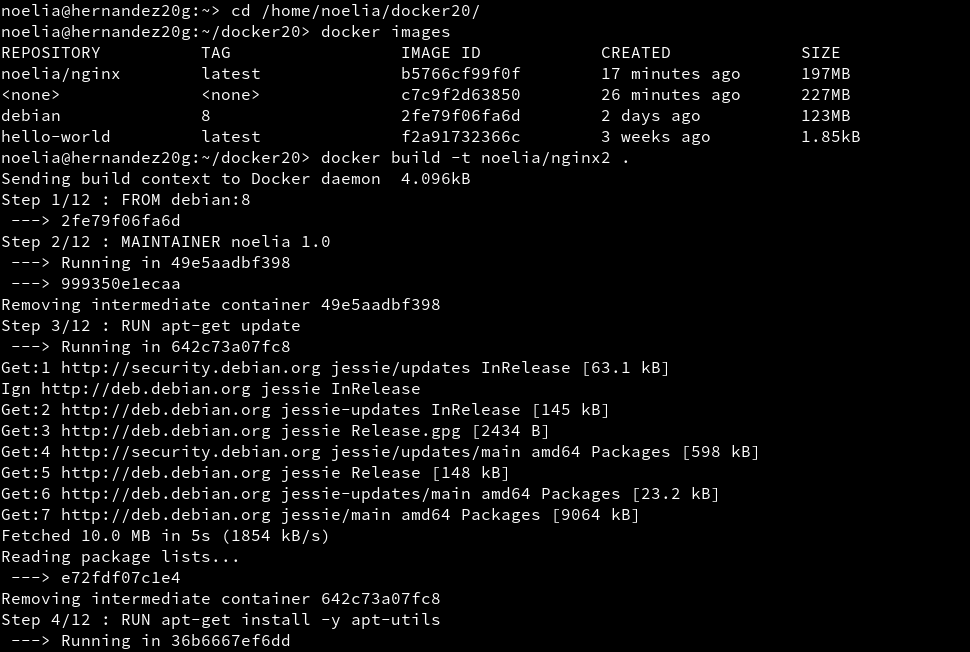 noelia@hernandez20g:~> cd /home/noelia/docker20/
noelia@hernandez20g:~/docker20> docker images
REPOSITORY          TAG                 IMAGE ID            CREATED             SIZE
noelia/nginx        latest              b5766cf99f0f        17 minutes ago      197MB
<none>              <none>              c7c9f2d63850        26 minutes ago      227MB
debian              8                   2fe79f06fa6d        2 days ago          123MB
hello-world         latest              f2a91732366c        3 weeks ago         1.85kB
noelia@hernandez20g:~/docker20> docker build -t noelia/nginx2 .
Sending build context to Docker daemon  4.096kB
Step 1/12 : FROM debian:8
 ---> 2fe79f06fa6d
Step 2/12 : MAINTAINER noelia 1.0
 ---> Running in 49e5aadbf398
 ---> 999350e1ecaa
Removing intermediate container 49e5aadbf398
Step 3/12 : RUN apt-get update
 ---> Running in 642c73a07fc8
Get:1 http://security.debian.org jessie/updates InRelease [63.1 kB]
Ign http://deb.debian.org jessie InRelease
Get:2 http://deb.debian.org jessie-updates InRelease [145 kB]
Get:3 http://deb.debian.org jessie Release.gpg [2434 B]
Get:4 http://security.debian.org jessie/updates/main amd64 Packages [598 kB]
Get:5 http://deb.debian.org jessie Release [148 kB]
Get:6 http://deb.debian.org jessie-updates/main amd64 Packages [23.2 kB]
Get:7 http://deb.debian.org jessie/main amd64 Packages [9064 kB]
Fetched 10.0 MB in 5s (1854 kB/s)
Reading package lists...
 ---> e72fdf07c1e4
Removing intermediate container 642c73a07fc8
Step 4/12 : RUN apt-get install -y apt-utils
 ---> Running in 36b6667ef6dd